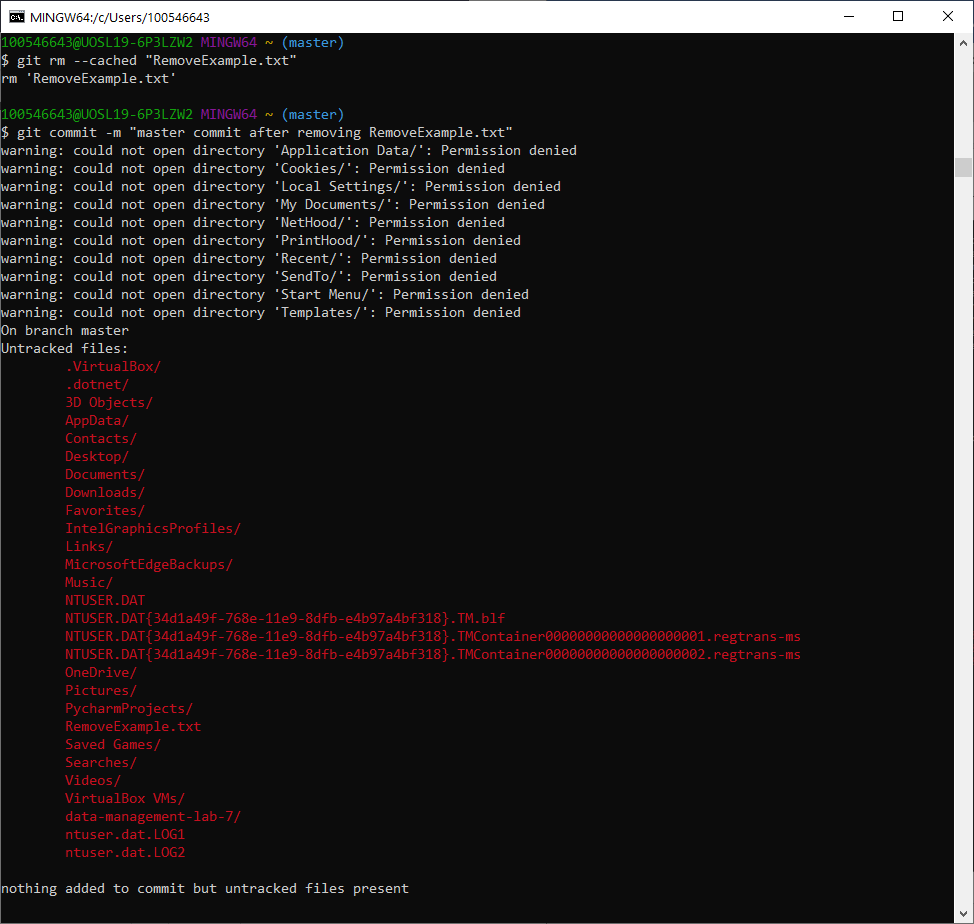 MINGW64:/c/Users/100546643
100546643@UOSL19-6P3LZW2 MINGW64 ~ (master)
$ git rm --cached "RemoveExample.txt"
rm 'RemoveExample.txt'
100546643@UOSL19-6P3LZW2 MINGW64 ~ (master)
$ git commit -m "master commit after removing RemoveExample.txt"
warning: could not open directory 'Application Data/': Permission denied
warning: could not open directory 'Cookies/': Permission denied
warning: could not open directory 'Local Settings/': Permission denied
warning: could not open directory 'My Documents/': Permission denied
warning: could not open directory 'NetHood/': Permission denied
warning: could not open directory 'PrintHood/': Permission denied
warning: could not open directory 'Recent/': Permission denied
warning: could not open directory 'SendTo/': Permission denied
warning: could not open directory 'Start Menu/': Permission denied
warning: could not open directory 'Templates/': Permission denied
On branch master
Untracked files:
.VirtualBox/
.dotnet/
3D Objects/
AppData/
Contacts/
Desktop/
Documents/
Downloads/
Favorites/
IntelGraphicsProfiles/
Links/
MicrosoftEdgeBackups/
Music/
NTUSER.DAT
NTUSER.DAT{34d1a49f-768e-11e9-8dfb-e4b97a4bf318}.TM.blf
NTUSER.DAT{34d1a49f-768e-11e9-8dfb-e4b97a4bf318}.TMContainer00000000000000000001.regtrans-ms
NTUSER.DAT{34d1a49f-768e-11e9-8dfb-e4b97a4bf318}.TMContainer00000000000000000002.regtrans-ms
OneDrive/
Pictures/
PycharmProjects/
RemoveExample.txt
Saved Games/
Searches/
Videos/
VirtualBox VMs/
data-management-lab-7/
ntuser.dat.LOG1
ntuser.dat.LOG2
nothing added to commit but untracked files present